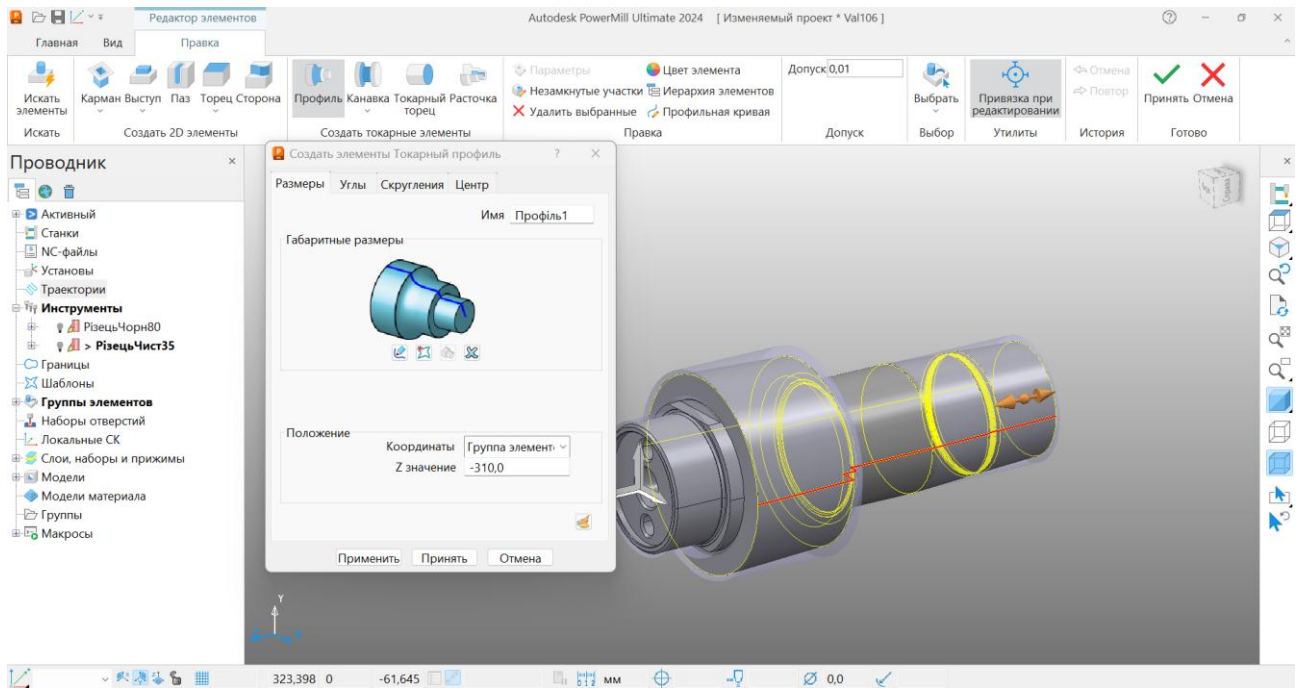 Редактор элементов
Autodesk PowerMill Ultimate 2024 [ Изменяемый проект * Val106 ]
Главная Вид Правка
Искать элементы
Карман Выступ Паз Торец Сторона
Профиль Канавка Токарный торец Расточка
Параметры
Незамкнутые участки
Удалить выбранные
Цвет элемента
Иерархия элементов
Профильная кривая
Допуск 0,01
Выбрать
Привязка при редактировании
Отмена
Повтор
Принять Отмена
Искать Создать 2D элементы Создать токарные элементы Правка Допуск Выбор Утилиты История Готово
Проводник
Активный
Станки
NC-файлы
Установы
Траектории
Инструменты
РізецьЧорн80
> РізецьЧист35
Границы
Шаблоны
Группы элементов
Наборы отверстий
Локальные СК
Слои, наборы и прижимы
Модели
Модели материала
Группы
Макросы
Создать элементы Токарный профиль
Размеры Углы Скругления Центр
Имя Профіль1
Габаритные размеры
Положение
Координаты Группа элемент
Z значение -310,0
Применить Принять Отмена
Справа
Y
323,398 0 -61,645 мм 0,0